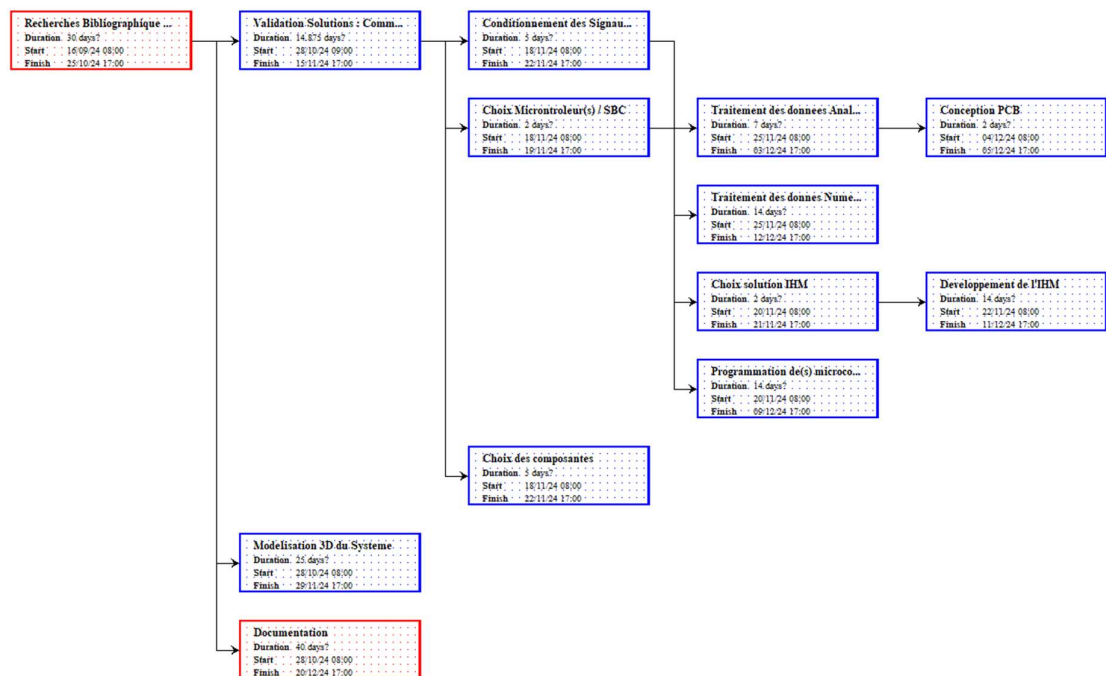 Recherches Bibliographique ...
Duration 30 days?
Start 16/09/24 08:00
Finish 25/10/24 17:00
Validation Solutions : Comm...
Duration 14.875 days?
Start 28/10/24 09:00
Finish 15/11/24 17:00
Conditionnement des Signau...
Duration 5 days?
Start 18/11/24 08:00
Finish 22/11/24 17:00
Choix Microntroleur(s) / SBC
Duration 2 days?
Start 18/11/24 08:00
Finish 19/11/24 17:00
Traitement des donnees Anal...
Duration 7 days?
Start 25/11/24 08:00
Finish 03/12/24 17:00
Conception PCB
Duration 2 days?
Start 04/12/24 08:00
Finish 05/12/24 17:00
Traitement des donnes Nume...
Duration 14 days?
Start 25/11/24 08:00
Finish 12/12/24 17:00
Choix solution IHM
Duration 2 days?
Start 20/11/24 08:00
Finish 21/11/24 17:00
Developpement de l'IHM
Duration 14 days?
Start 22/11/24 08:00
Finish 11/12/24 17:00
Programmation de(s) microco...
Duration 14 days?
Start 20/11/24 08:00
Finish 09/12/24 17:00
Choix des composantes
Duration 5 days?
Start 18/11/24 08:00
Finish 22/11/24 17:00
Modelisation 3D du Systeme
Duration 25 days?
Start 28/10/24 08:00
Finish 29/11/24 17:00
Documentation
Duration 40 days?
Start 28/10/24 08:00
Finish 20/12/24 17:00